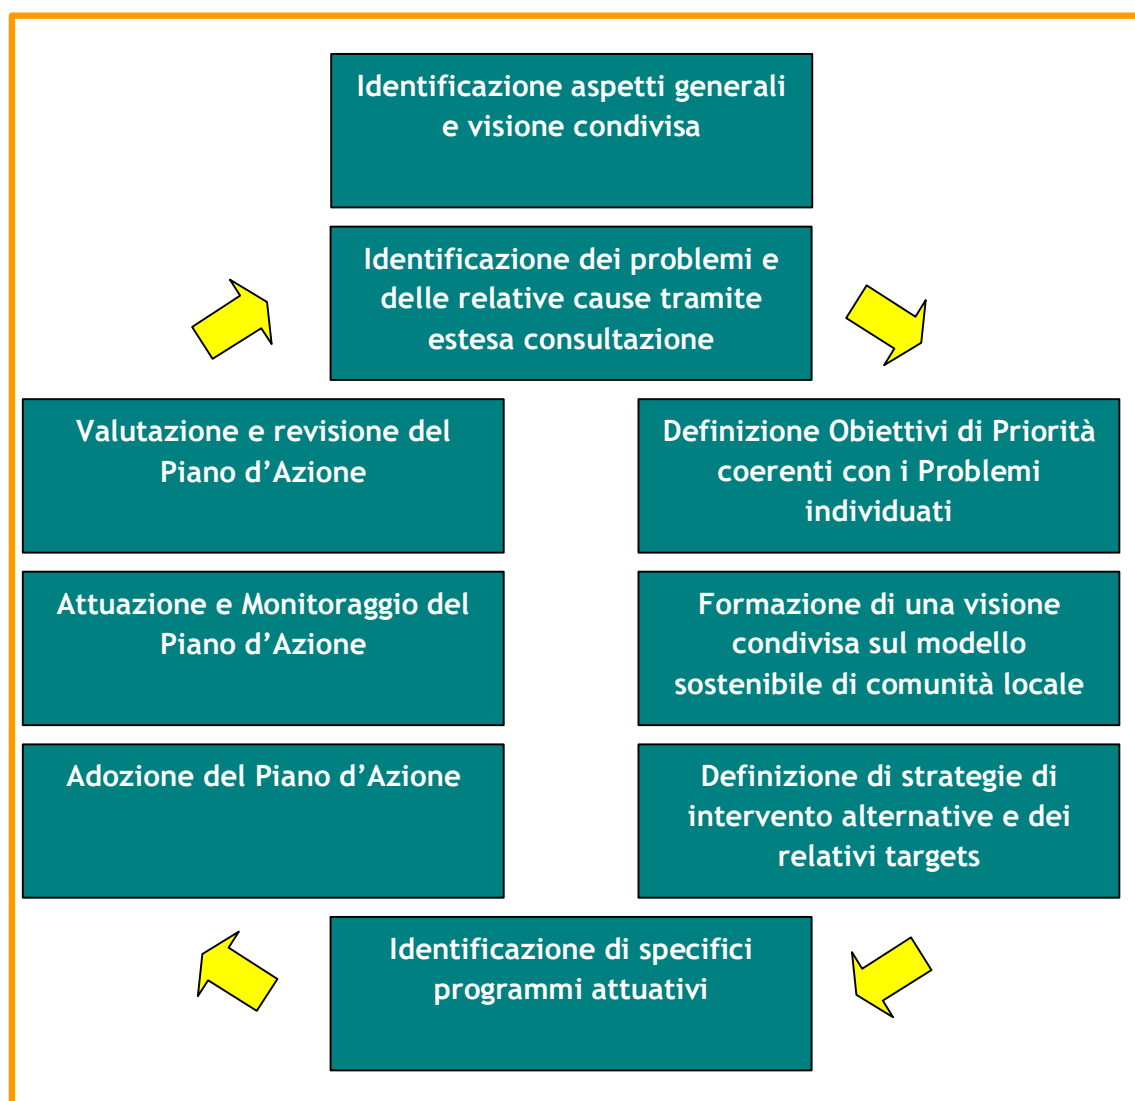 Identificazione aspetti generali
e visione condivisa
Identificazione dei problemi e
delle relative cause tramite
estesa consultazione
Valutazione e revisione del
Piano d’Azione
Definizione Obiettivi di Priorità
coerenti con i Problemi
individuati
Attuazione e Monitoraggio del
Piano d’Azione
Formazione di una visione
condivisa sul modello
sostenibile di comunità locale
Adozione del Piano d’Azione
Definizione di strategie di
intervento alternative e dei
relativi targets
Identificazione di specifici
programmi attuativi